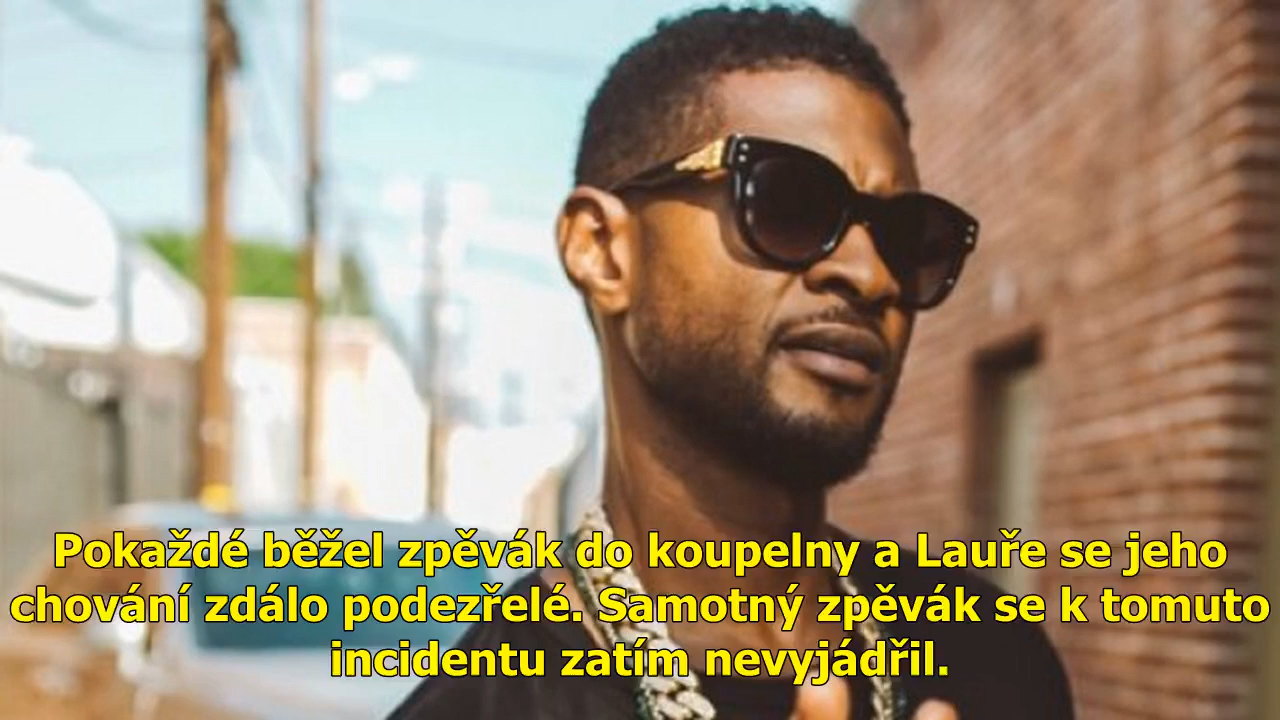 Pokaždé běžel zpěvák do koupelny a Lauře se jeho
chování zdálo podezřelé. Samotný zpěvák se k tomuto
incidentu zatím nevyjádřil.